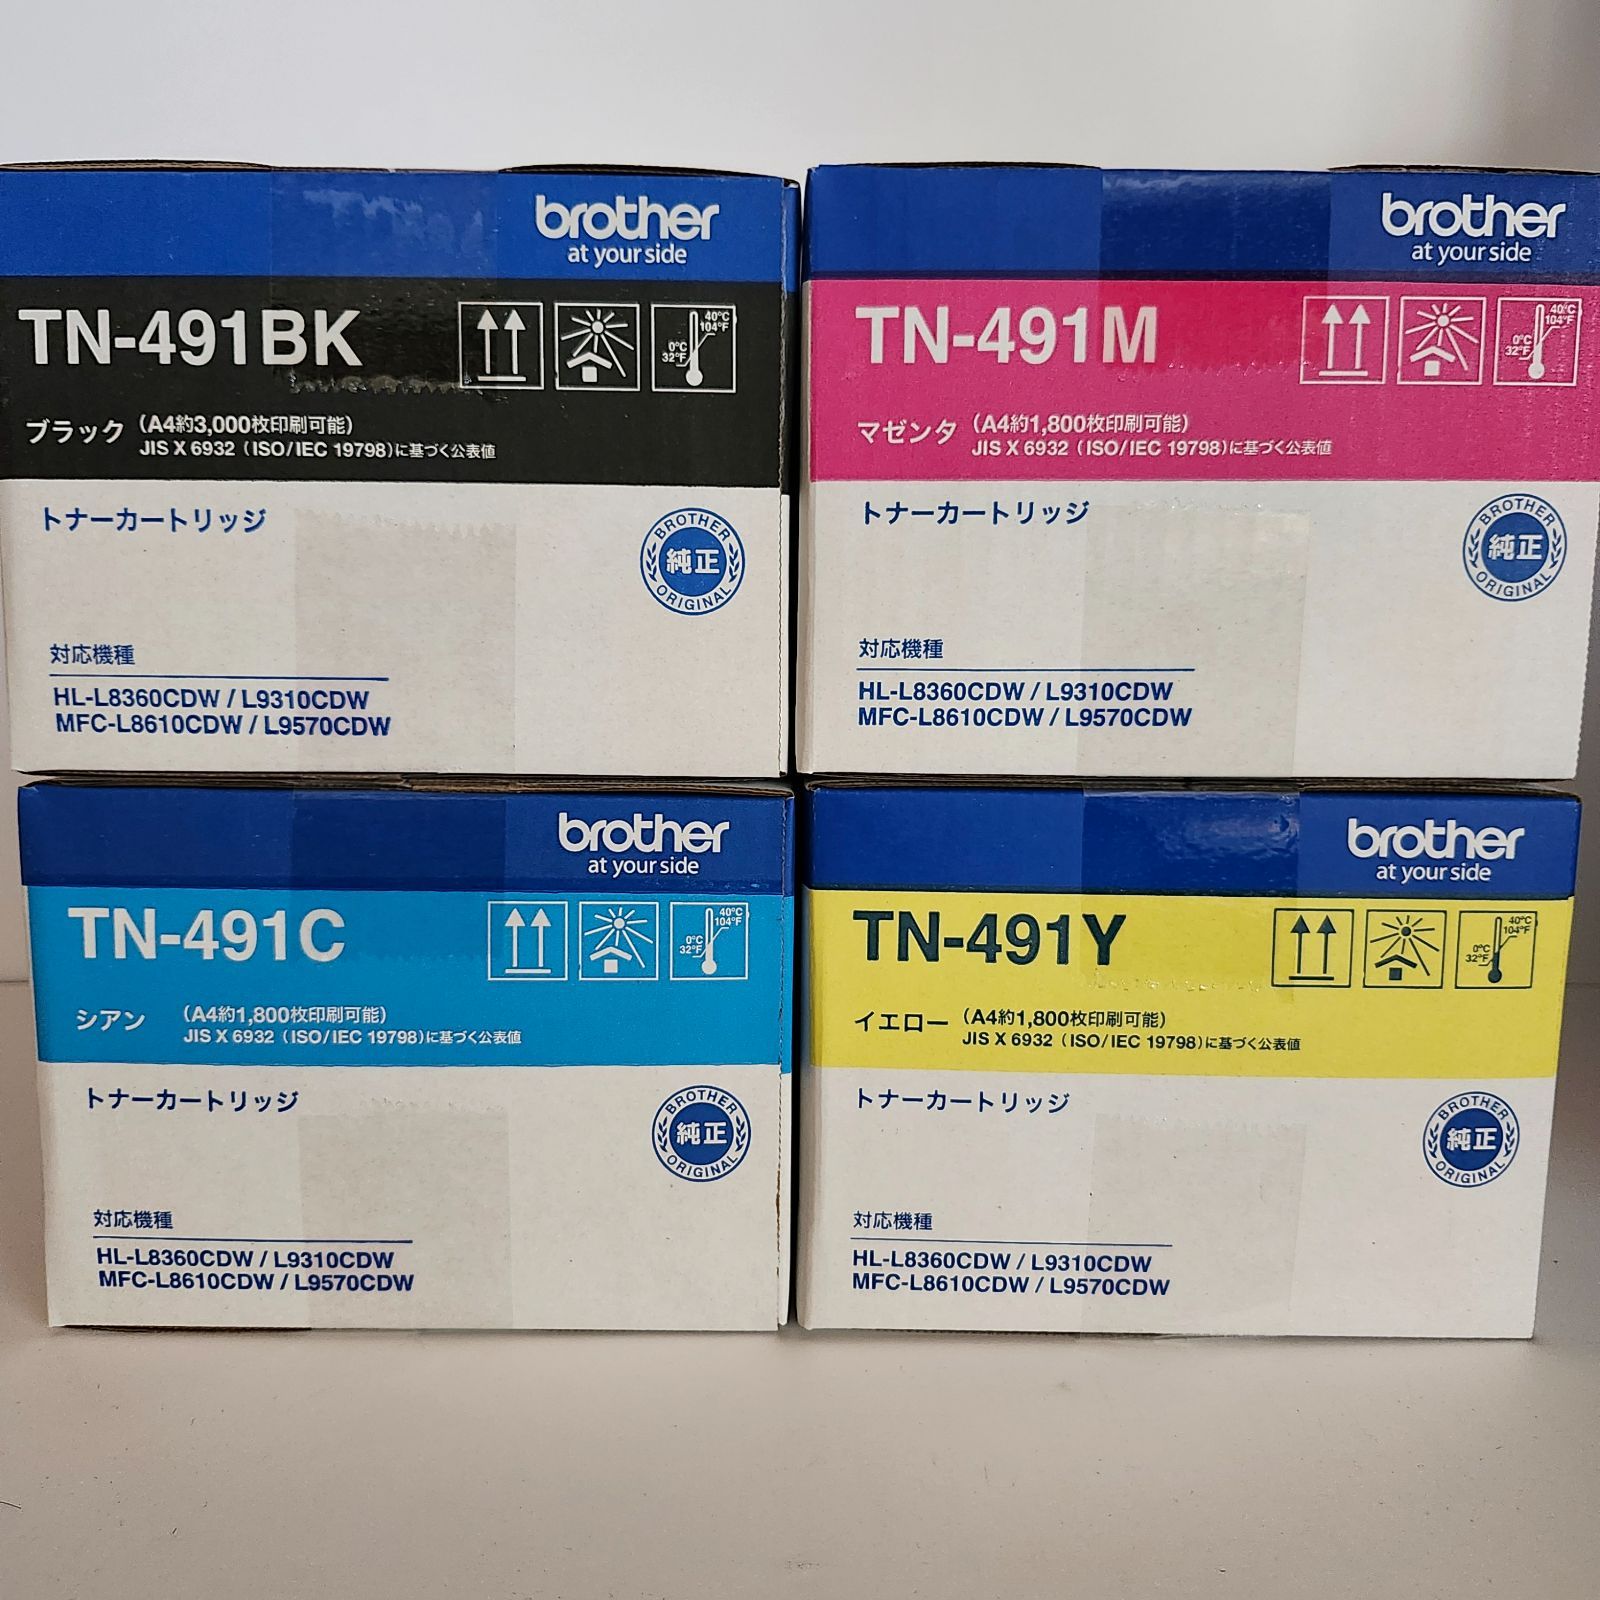 brother
at your side
TN-491BK
40℃
104°F
0℃
32°F
ブラック (A4約3,000枚印刷可能)
JIS X 6932 (ISO/IEC 19798)に基づく公表値
トナーカートリッジ
BROTHER
純正
ORIGINAL
対応機種
HL-L8360CDW / L9310CDW
MFC-L8610CDW / L9570CDW
brother
at your side
TN-491M
40℃
104°F
0℃
32°F
マゼンタ (A4約1,800枚印刷可能)
JIS X 6932 (ISO/IEC 19798)に基づく公表値
トナーカートリッジ
BROTHER
純正
ORIGINAL
対応機種
HL-L8360CDW / L9310CDW
MFC-L8610CDW / L9570CDW
brother
at your side
TN-491C
40℃
104°F
0℃
32°F
シアン (A4約1,800枚印刷可能)
JIS X 6932 (ISO/IEC 19798)に基づく公表値
トナーカートリッジ
BROTHER
純正
ORIGINAL
対応機種
HL-L8360CDW / L9310CDW
MFC-L8610CDW / L9570CDW
brother
at your side
TN-491Y
40℃
104°F
0℃
32°F
イエロー (A4約1,800枚印刷可能)
JIS X 6932 (ISO/IEC 19798)に基づく公表値
トナーカートリッジ
BROTHER
純正
ORIGINAL
対応機種
HL-L8360CDW / L9310CDW
MFC-L8610CDW / L9570CDW